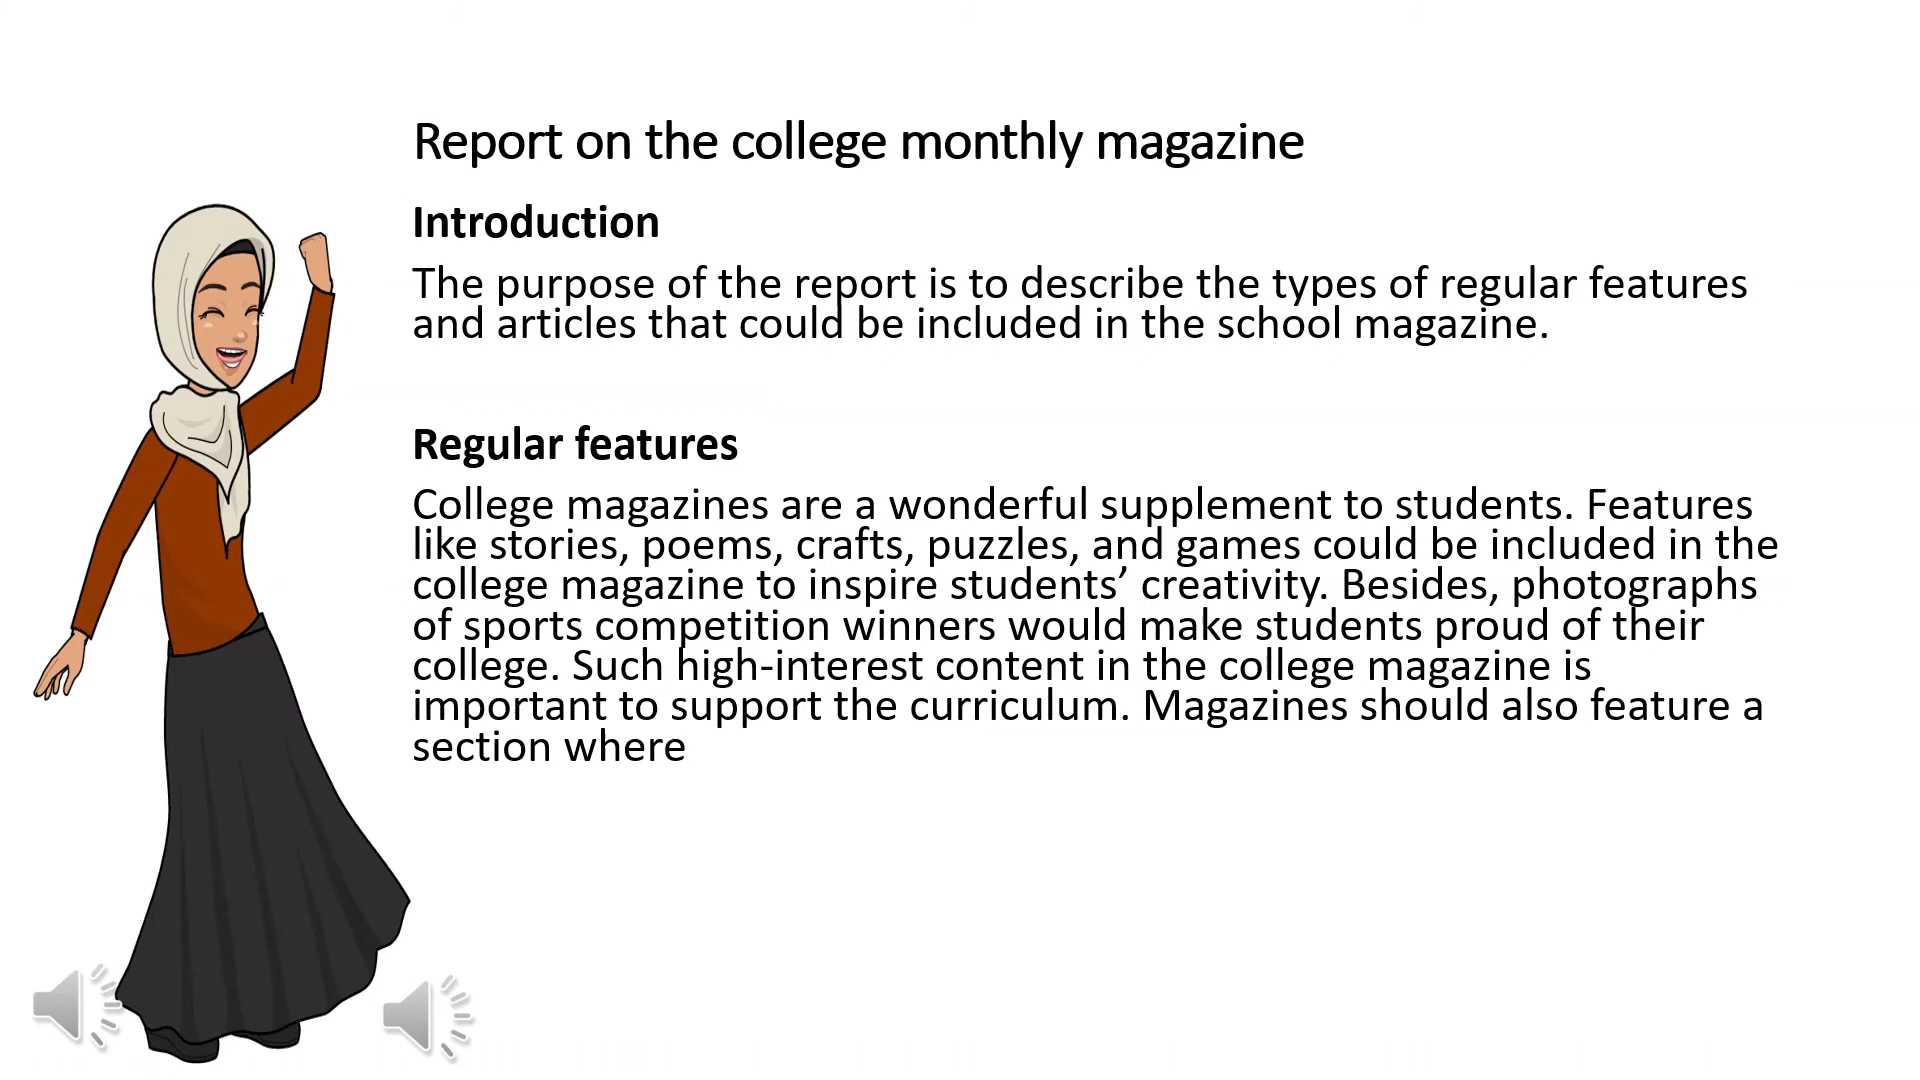 Report on the college monthly magazine
Introduction
The purpose of the report is to describe the types of regular features
and articles that could be included in the school magazine.
Regular features
College magazines are a wonderful supplement to students. Features
like stories, poems, crafts, puzzles, and games could be included in the
college magazine to inspire students’ creativity. Besides, photographs
of sports competition winners would make students proud of their
college. Such high-interest content in the college magazine is
important to support the curriculum. Magazines should also feature a
section where